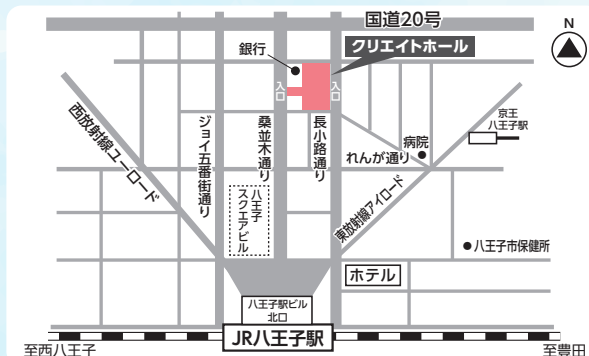 国道20号
N
銀行
クリエイトホール
入口
入口
京王
八王子駅
西放射線ユーロード
ジョイ五番街通り
桑並木通り
長小路通り
病院
れんが通り
八王子
スクエアビル
東放射線アイロード
八王子市保健所
ホテル
八王子駅ビル
北口
JR八王子駅
至西八王子
至豊田